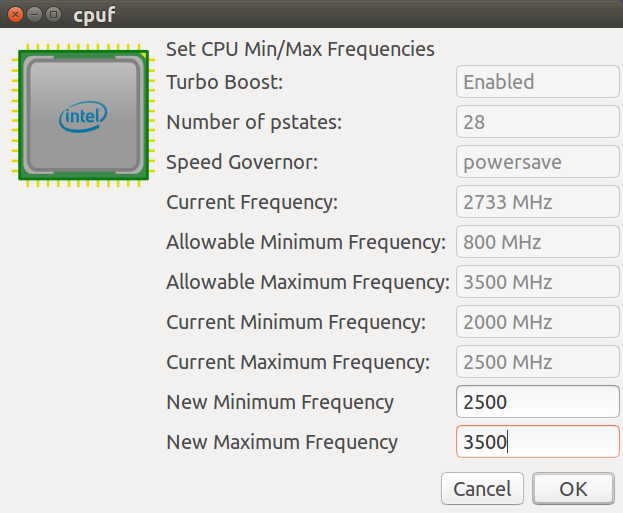 cpuf
Set CPU Min/Max Frequencies
intel
Turbo Boost: Enabled
Number of pstates: 28
Speed Governor: powersave
Current Frequency: 2733 MHz
Allowable Minimum Frequency: 800 MHz
Allowable Maximum Frequency: 3500 MHz
Current Minimum Frequency: 2000 MHz
Current Maximum Frequency: 2500 MHz
New Minimum Frequency 2500
New Maximum Frequency 3500
Cancel OK